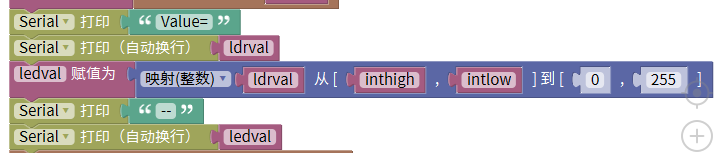 Serial 打印 “ Value= ”
Serial 打印（自动换行） ldrval
ledval 赋值为 映射(整数) ldrval 从 [ inthigh ， intlow ] 到 [ 0 ， 255 ]
Serial 打印 “ -- ”
Serial 打印（自动换行） ledval